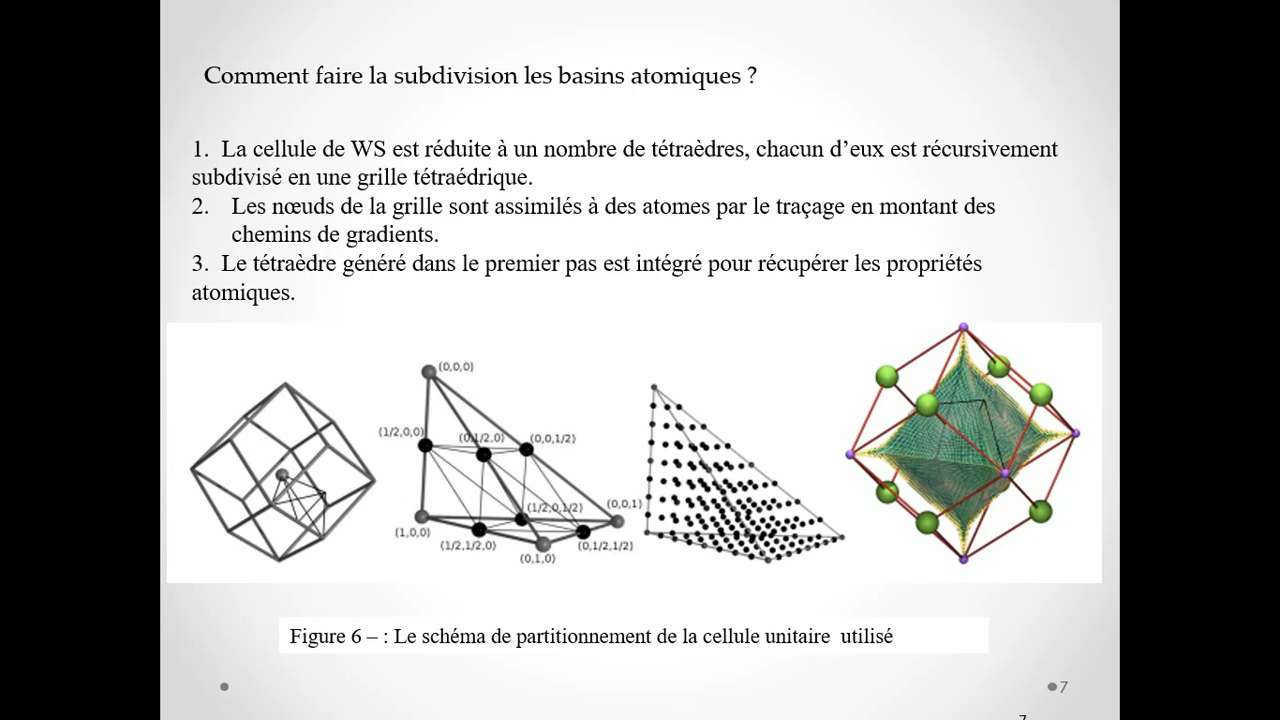 Comment faire la subdivision les basins atomiques ?
1. La cellule de WS est réduite à un nombre de tétraèdres, chacun d’eux est récursivement
subdivisé en une grille tétraédrique.
2. Les nœuds de la grille sont assimilés à des atomes par le traçage en montant des
chemins de gradients.
3. Le tétraèdre généré dans le premier pas est intégré pour récupérer les propriétés
atomiques.
(0,0,0)
(1/2,0,0)
(0,1/2,0)
(0,0,1/2)
(1/2,0,1/2)
(0,0,1)
(1,0,0)
(1/2,1/2,0)
(0,1/2,1/2)
(0,1,0)
Figure 6 – : Le schéma de partitionnement de la cellule unitaire utilisé
7
7